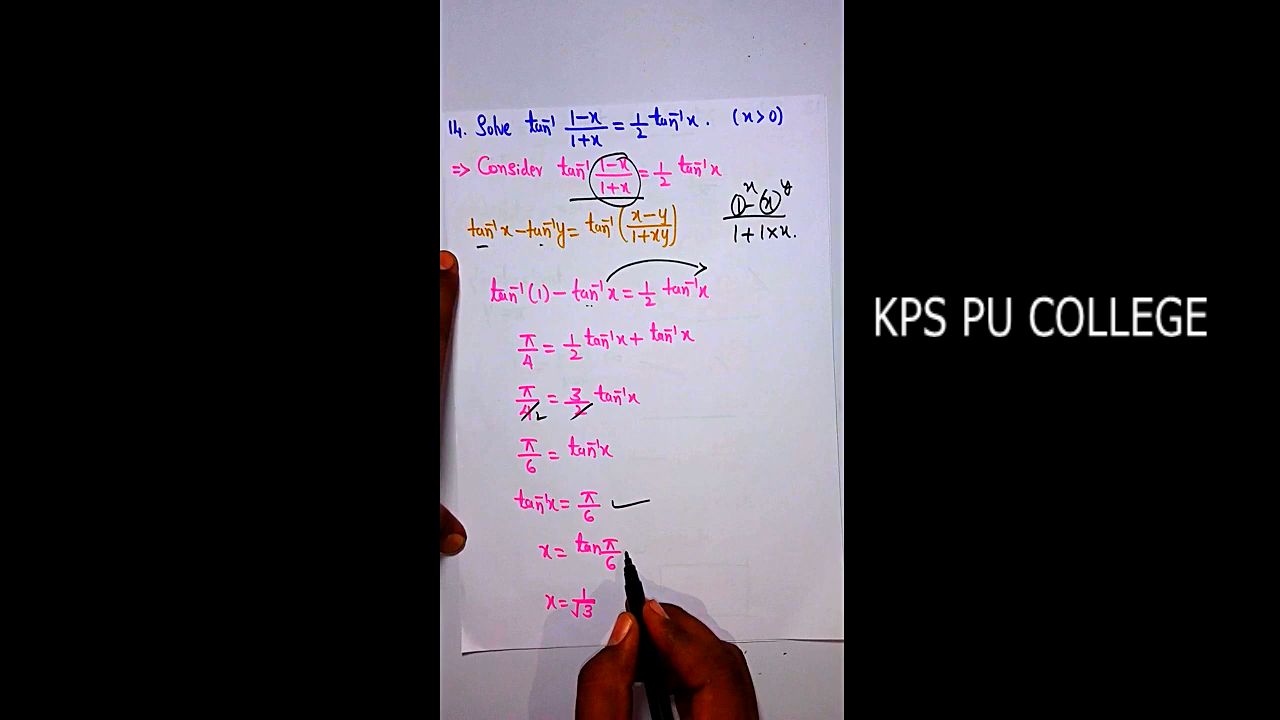 14. Solve tan⁻¹ (1-x)/(1+x) = 1/2 tan⁻¹x. (x>0)
=> Consider tan⁻¹ (1-x)/(1+x) = 1/2 tan⁻¹x
tan⁻¹x - tan⁻¹y = tan⁻¹((x-y)/(1+xy))
x y
(1-x)/(1+1×x).
tan⁻¹(1) - tan⁻¹x = 1/2 tan⁻¹x
π/4 = 1/2 tan⁻¹x + tan⁻¹x
π/4 2 = 3/2 tan⁻¹x
π/6 = tan⁻¹x
tan⁻¹x = π/6
x = tan π/6
x = 1/√3
KPS PU COLLEGE